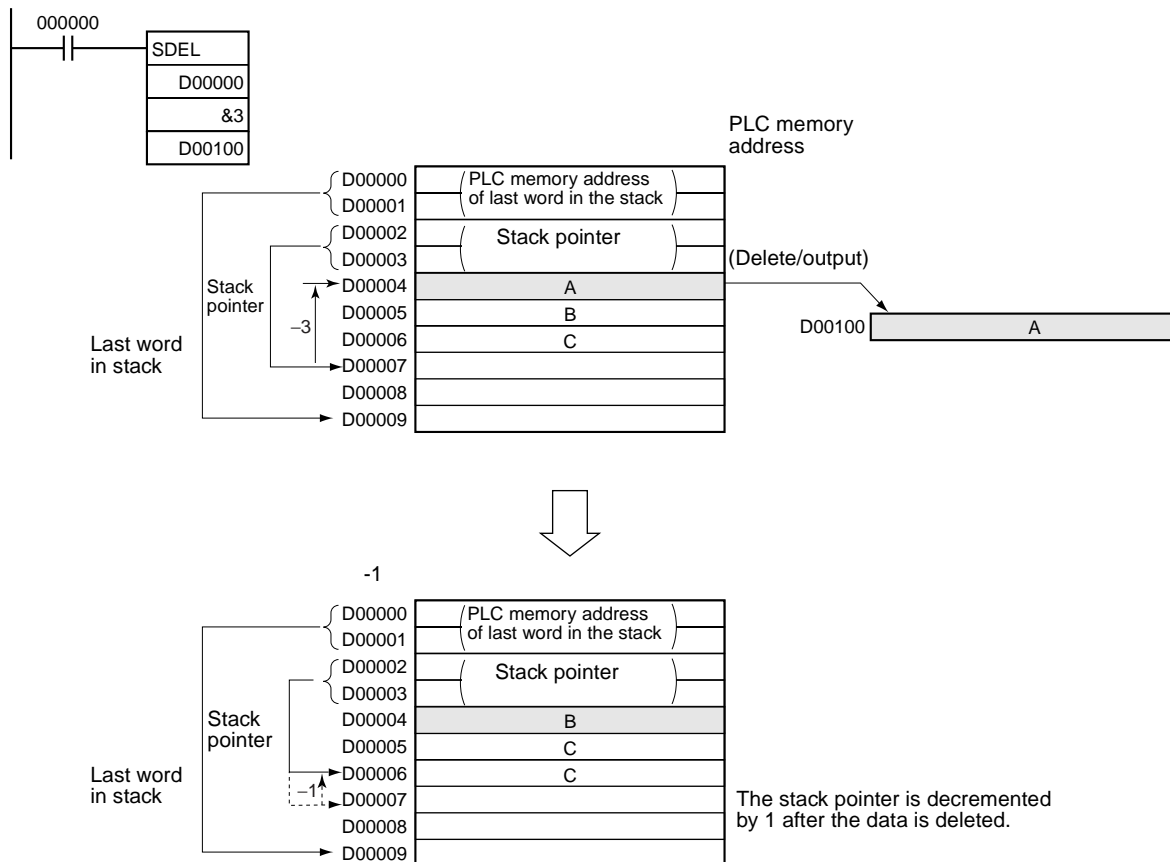 000000
SDEL
D00000
&3
D00100
PLC memory
address
D00000
D00001
(PLC memory address
of last word in the stack)
D00002
D00003
(Stack pointer)
(Delete/output)
D00004
A
Stack
pointer
D00005
B
D00100
A
–3
D00006
C
Last word
in stack
D00007
D00008
D00009
-1
D00000
D00001
(PLC memory address
of last word in the stack)
D00002
D00003
(Stack pointer)
D00004
B
Stack
pointer
D00005
C
Last word
in stack
D00006
C
–1
D00007
D00008
D00009
The stack pointer is decremented
by 1 after the data is deleted.